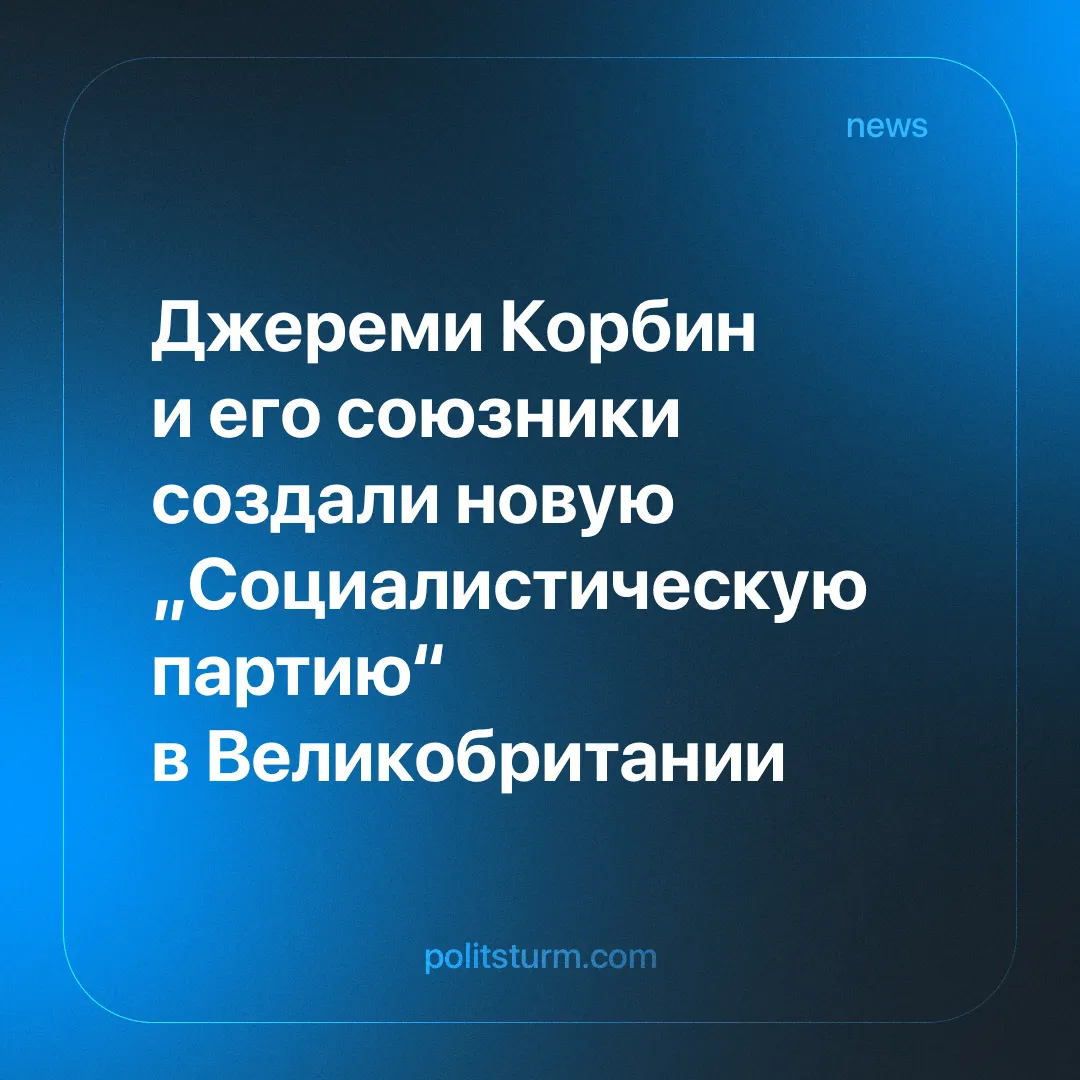 news
Джереми Корбин
и его союзники
создали новую
„Социалистическую
партию“
в Великобритании
politsturm.com